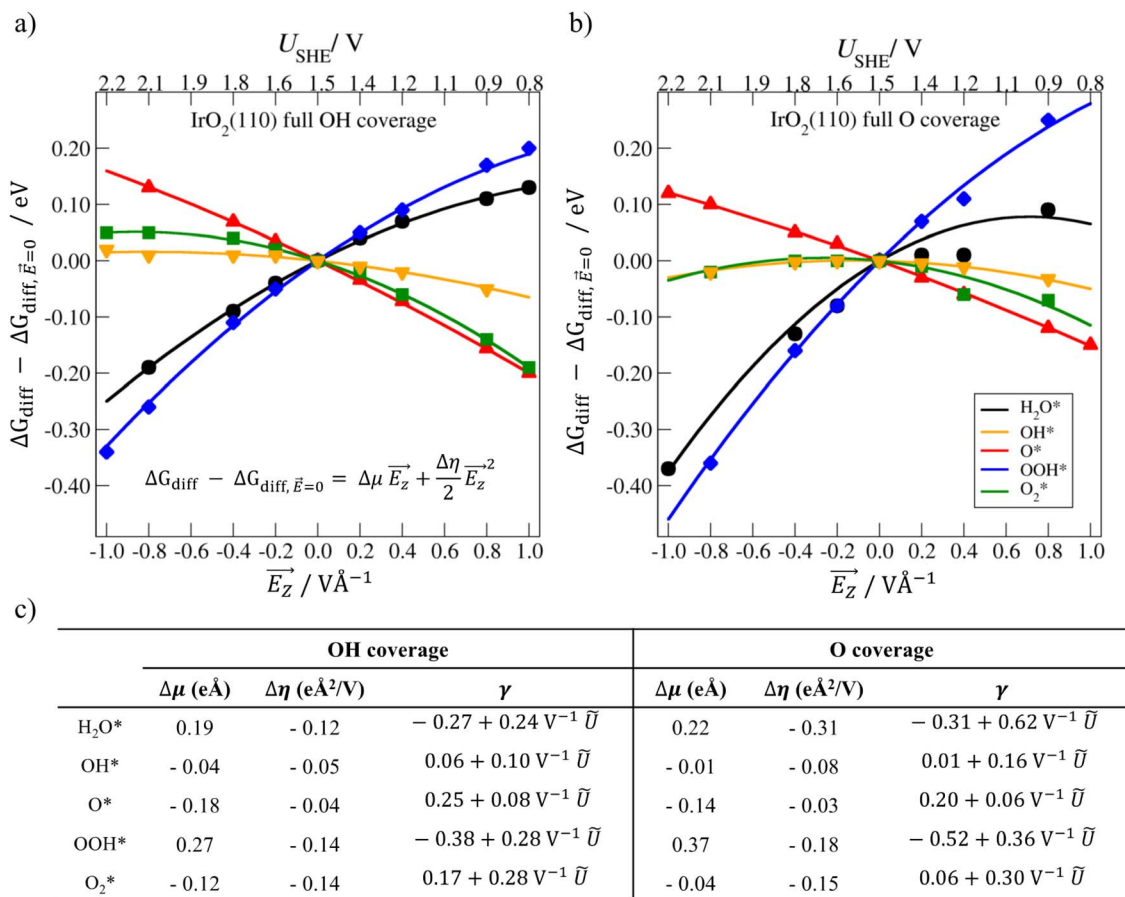 a)
U_SHE / V
2.2 2.1 1.9 1.8 1.6 1.5 1.4 1.2 1.1 0.9 0.8
IrO₂(110) full OH coverage
0.20
0.10
0.00
-0.10
-0.20
-0.30
-0.40
ΔG_diff − ΔG_diff, E⃗=0 / eV
ΔG_diff − ΔG_diff, E⃗=0 = Δμ E_Z⃗ + Δη/2 E_Z⃗²
-1.0 -0.8 -0.6 -0.4 -0.2 0.0 0.2 0.4 0.6 0.8 1.0
E_Z⃗ / VÅ⁻¹
b)
U_SHE / V
2.2 2.1 1.9 1.8 1.6 1.5 1.4 1.2 1.1 0.9 0.8
IrO₂(110) full O coverage
0.20
0.10
0.00
-0.10
-0.20
-0.30
-0.40
ΔG_diff − ΔG_diff, E⃗=0 / eV
H₂O*
OH*
O*
OOH*
O₂*
-1.0 -0.8 -0.6 -0.4 -0.2 0.0 0.2 0.4 0.6 0.8 1.0
E_Z⃗ / VÅ⁻¹
c)
OH coverage O coverage
Δμ (eÅ) Δη (eÅ²/V) γ Δμ (eÅ) Δη (eÅ²/V) γ
H₂O* 0.19 - 0.12 − 0.27 + 0.24 V⁻¹ Ũ 0.22 - 0.31 − 0.31 + 0.62 V⁻¹ Ũ
OH* - 0.04 - 0.05 0.06 + 0.10 V⁻¹ Ũ - 0.01 - 0.08 0.01 + 0.16 V⁻¹ Ũ
O* - 0.18 - 0.04 0.25 + 0.08 V⁻¹ Ũ - 0.14 - 0.03 0.20 + 0.06 V⁻¹ Ũ
OOH* 0.27 - 0.14 − 0.38 + 0.28 V⁻¹ Ũ 0.37 - 0.18 − 0.52 + 0.36 V⁻¹ Ũ
O₂* - 0.12 - 0.14 0.17 + 0.28 V⁻¹ Ũ - 0.04 - 0.15 0.06 + 0.30 V⁻¹ Ũ